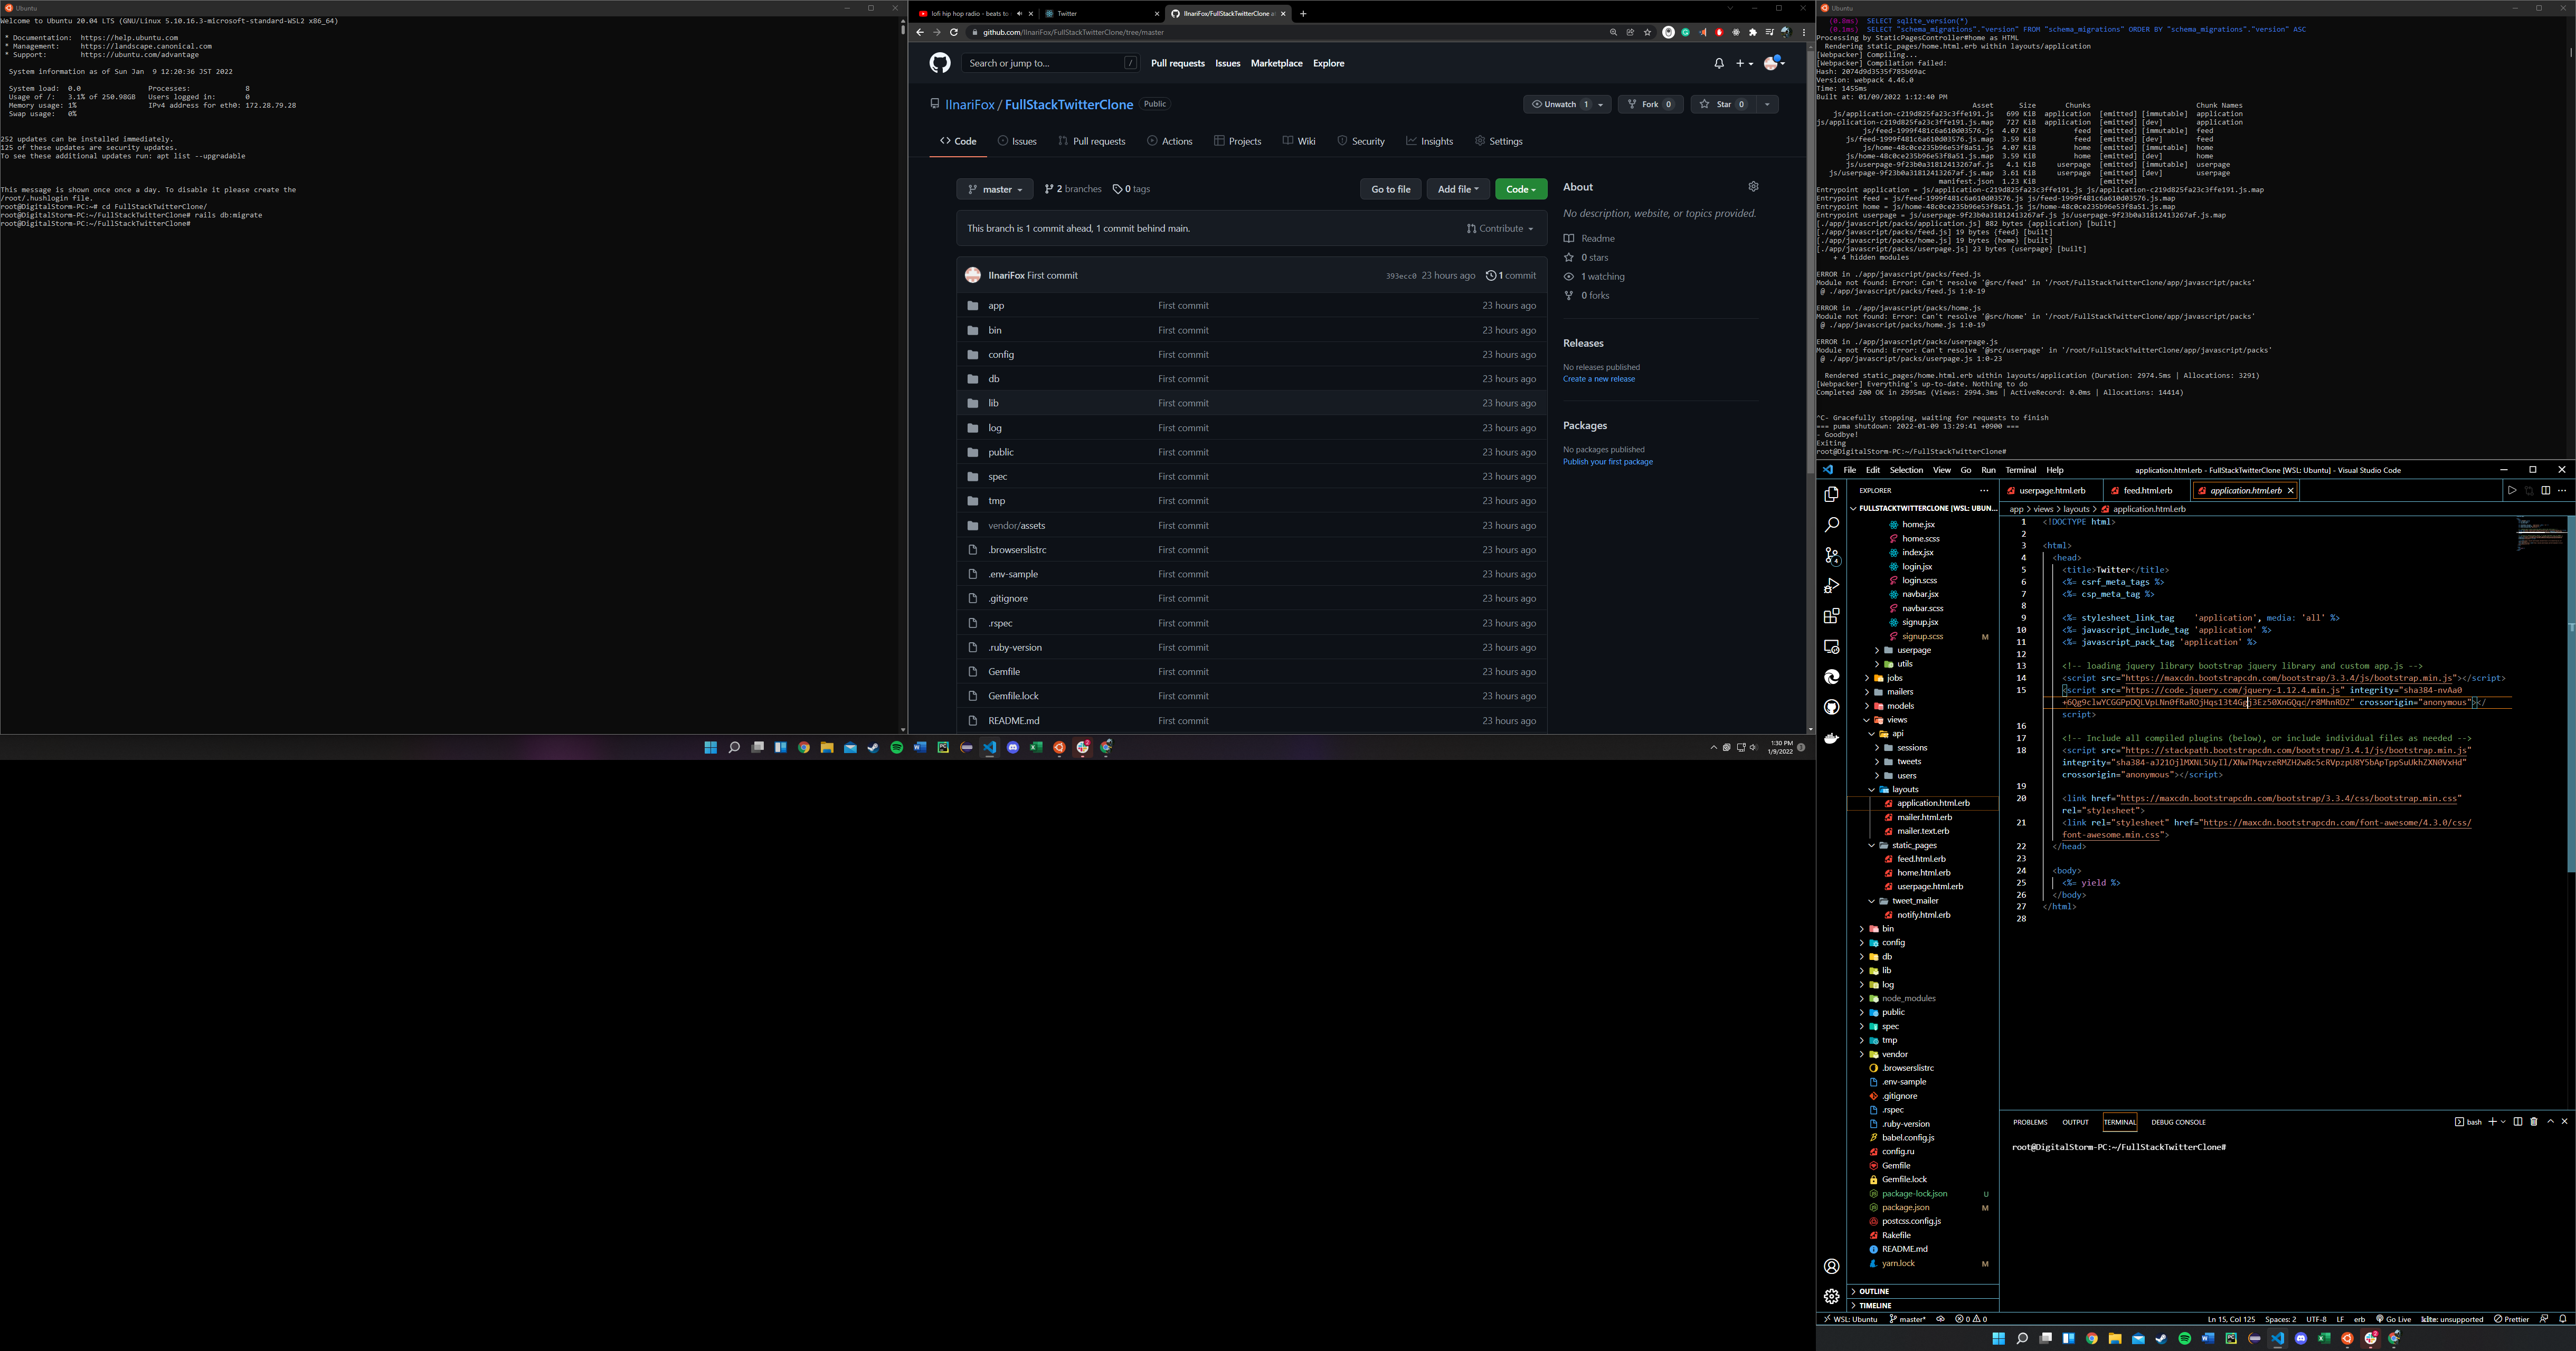 Ubuntu
Welcome to Ubuntu 20.04 LTS (GNU/Linux 5.10.16.3-microsoft-standard-WSL2 x86_64)
* Documentation: https://help.ubuntu.com
* Management: https://landscape.canonical.com
* Support: https://ubuntu.com/advantage
System information as of Sun Jan 9 12:20:36 JST 2022
System load: 0.0 Processes: 8
Usage of /: 3.1% of 250.98GB Users logged in: 0
Memory usage: 1% IPv4 address for eth0: 172.28.79.28
Swap usage: 0%
252 updates can be installed immediately.
125 of these updates are security updates.
To see these additional updates run: apt list --upgradable
This message is shown once once a day. To disable it please create the
/root/.hushlogin file.
root@DigitalStorm-PC:~# cd FullStackTwitterClone/
root@DigitalStorm-PC:~/FullStackTwitterClone# rails db:migrate
root@DigitalStorm-PC:~/FullStackTwitterClone#
lofi hip hop radio - beats to
Twitter
IInariFox/FullStackTwitterClone a
github.com/IInariFox/FullStackTwitterClone/tree/master
Search or jump to... /
Pull requests Issues Marketplace Explore
IInariFox / FullStackTwitterClone Public
Unwatch 1 Fork 0 Star 0
Code Issues Pull requests Actions Projects Wiki Security Insights Settings
master 2 branches 0 tags Go to file Add file Code
This branch is 1 commit ahead, 1 commit behind main. Contribute
IInariFox First commit 393ecc0 23 hours ago 1 commit
app First commit 23 hours ago
bin First commit 23 hours ago
config First commit 23 hours ago
db First commit 23 hours ago
lib First commit 23 hours ago
log First commit 23 hours ago
public First commit 23 hours ago
spec First commit 23 hours ago
tmp First commit 23 hours ago
vendor/assets First commit 23 hours ago
.browserslistrc First commit 23 hours ago
.env-sample First commit 23 hours ago
.gitignore First commit 23 hours ago
.rspec First commit 23 hours ago
.ruby-version First commit 23 hours ago
Gemfile First commit 23 hours ago
Gemfile.lock First commit 23 hours ago
README.md First commit 23 hours ago
About
No description, website, or topics provided.
Readme
0 stars
1 watching
0 forks
Releases
No releases published
Create a new release
Packages
No packages published
Publish your first package
1:30 PM
1/9/2022
Ubuntu
(0.8ms) SELECT sqlite_version(*)
(0.1ms) SELECT "schema_migrations"."version" FROM "schema_migrations" ORDER BY "schema_migrations"."version" ASC
Processing by StaticPagesController#home as HTML
Rendering static_pages/home.html.erb within layouts/application
[Webpacker] Compiling...
[Webpacker] Compilation failed:
Hash: 2074d9d3535f785b69ac
Version: webpack 4.46.0
Time: 1455ms
Built at: 01/09/2022 1:12:40 PM
Asset Size Chunks Chunk Names
js/application-c219d825fa23c3ffe191.js 699 KiB application [emitted] [immutable] application
js/application-c219d825fa23c3ffe191.js.map 727 KiB application [emitted] [dev] application
js/feed-1999f481c6a610d03576.js 4.07 KiB feed [emitted] [immutable] feed
js/feed-1999f481c6a610d03576.js.map 3.59 KiB feed [emitted] [dev] feed
js/home-48c0ce235b96e53f8a51.js 4.07 KiB home [emitted] [immutable] home
js/home-48c0ce235b96e53f8a51.js.map 3.59 KiB home [emitted] [dev] home
js/userpage-9f23b0a31812413267af.js 4.1 KiB userpage [emitted] [immutable] userpage
js/userpage-9f23b0a31812413267af.js.map 3.61 KiB userpage [emitted] [dev] userpage
manifest.json 1.23 KiB [emitted]
Entrypoint application = js/application-c219d825fa23c3ffe191.js js/application-c219d825fa23c3ffe191.js.map
Entrypoint feed = js/feed-1999f481c6a610d03576.js js/feed-1999f481c6a610d03576.js.map
Entrypoint home = js/home-48c0ce235b96e53f8a51.js js/home-48c0ce235b96e53f8a51.js.map
Entrypoint userpage = js/userpage-9f23b0a31812413267af.js js/userpage-9f23b0a31812413267af.js.map
[./app/javascript/packs/application.js] 882 bytes {application} [built]
[./app/javascript/packs/feed.js] 19 bytes {feed} [built]
[./app/javascript/packs/home.js] 19 bytes {home} [built]
[./app/javascript/packs/userpage.js] 23 bytes {userpage} [built]
+ 4 hidden modules
ERROR in ./app/javascript/packs/feed.js
Module not found: Error: Can't resolve '@src/feed' in '/root/FullStackTwitterClone/app/javascript/packs'
@ ./app/javascript/packs/feed.js 1:0-19
ERROR in ./app/javascript/packs/home.js
Module not found: Error: Can't resolve '@src/home' in '/root/FullStackTwitterClone/app/javascript/packs'
@ ./app/javascript/packs/home.js 1:0-19
ERROR in ./app/javascript/packs/userpage.js
Module not found: Error: Can't resolve '@src/userpage' in '/root/FullStackTwitterClone/app/javascript/packs'
@ ./app/javascript/packs/userpage.js 1:0-23
Rendered static_pages/home.html.erb within layouts/application (Duration: 2974.5ms | Allocations: 3291)
[Webpacker] Everything's up-to-date. Nothing to do
Completed 200 OK in 2995ms (Views: 2994.3ms | ActiveRecord: 0.0ms | Allocations: 14414)
^C- Gracefully stopping, waiting for requests to finish
=== puma shutdown: 2022-01-09 13:29:41 +0900 ===
- Goodbye!
Exiting
root@DigitalStorm-PC:~/FullStackTwitterClone#
File Edit Selection View Go Run Terminal Help application.html.erb - FullStackTwitterClone [WSL: Ubuntu] - Visual Studio Code
EXPLORER
FULLSTACKTWITTERCLONE [WSL: UBUN...
home.jsx
home.scss
index.jsx
login.jsx
login.scss
navbar.jsx
navbar.scss
signup.jsx
signup.scss M
userpage
utils
jobs
mailers
models
views
api
sessions
tweets
users
layouts
application.html.erb
mailer.html.erb
mailer.text.erb
static_pages
feed.html.erb
home.html.erb
userpage.html.erb
tweet_mailer
notify.html.erb
bin
config
db
lib
log
node_modules
public
spec
tmp
vendor
.browserslistrc
.env-sample
.gitignore
.rspec
.ruby-version
babel.config.js
config.ru
Gemfile
Gemfile.lock
package-lock.json U
package.json M
postcss.config.js
Rakefile
README.md
yarn.lock M
OUTLINE
TIMELINE
userpage.html.erb feed.html.erb application.html.erb
app > views > layouts > application.html.erb
1 <!DOCTYPE html>
2
3 <html>
4 <head>
5 <title>Twitter</title>
6 <%= csrf_meta_tags %>
7 <%= csp_meta_tag %>
8
9 <%= stylesheet_link_tag 'application', media: 'all' %>
10 <%= javascript_include_tag 'application' %>
11 <%= javascript_pack_tag 'application' %>
12
13 <!-- loading jquery library bootstrap jquery library and custom app.js -->
14 <script src="https://maxcdn.bootstrapcdn.com/bootstrap/3.3.4/js/bootstrap.min.js"></script>
15 <script src="https://code.jquery.com/jquery-1.12.4.min.js" integrity="sha384-nvAa0
+6Qg9clwYCGGPpDQLVpLNn0fRaROjHqs13t4Ggj3Ez50XnGQqc/r8MhnRDZ" crossorigin="anonymous"></
script>
16
17 <!-- Include all compiled plugins (below), or include individual files as needed -->
18 <script src="https://stackpath.bootstrapcdn.com/bootstrap/3.4.1/js/bootstrap.min.js"
integrity="sha384-aJ21OjlMXNL5UyIl/XNwTMqvzeRMZH2w8c5cRVpzpU8Y5bApTppSuUkhZXN0VxHd"
crossorigin="anonymous"></script>
19
20 <link href="https://maxcdn.bootstrapcdn.com/bootstrap/3.3.4/css/bootstrap.min.css"
rel="stylesheet">
21 <link rel="stylesheet" href="https://maxcdn.bootstrapcdn.com/font-awesome/4.3.0/css/
font-awesome.min.css">
22 </head>
23
24 <body>
25 <%= yield %>
26 </body>
27 </html>
28
PROBLEMS OUTPUT TERMINAL DEBUG CONSOLE bash
root@DigitalStorm-PC:~/FullStackTwitterClone#
WSL: Ubuntu master* 0 0 Ln 15, Col 125 Spaces: 2 UTF-8 LF erb Go Live kite: unsupported Prettier